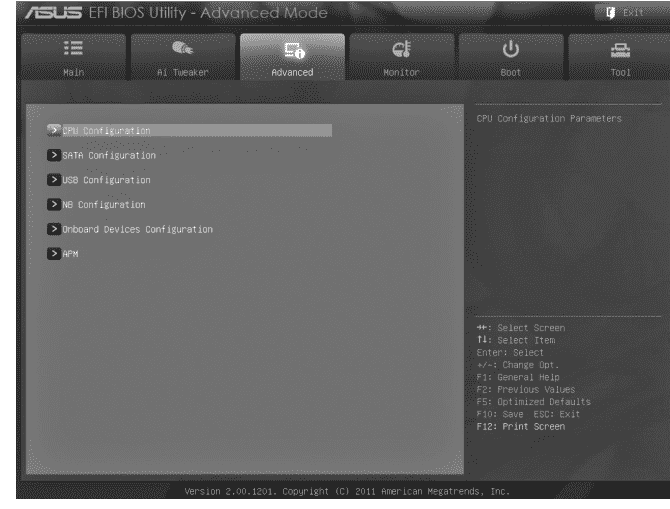 ASUS EFI BIOS Utility - Advanced Mode
Exit
Main
Ai Tweaker
Advanced
Monitor
Boot
Tool
> CPU Configuration
> SATA Configuration
> USB Configuration
> NB Configuration
> Onboard Devices Configuration
> APM
CPU Configuration Parameters
→←: Select Screen
↑↓: Select Item
Enter: Select
+/-: Change Opt.
F1: General Help
F2: Previous Values
F5: Optimized Defaults
F10: Save ESC: Exit
F12: Print Screen
Version 2.00.1201. Copyright (C) 2011 American Megatrends, Inc.